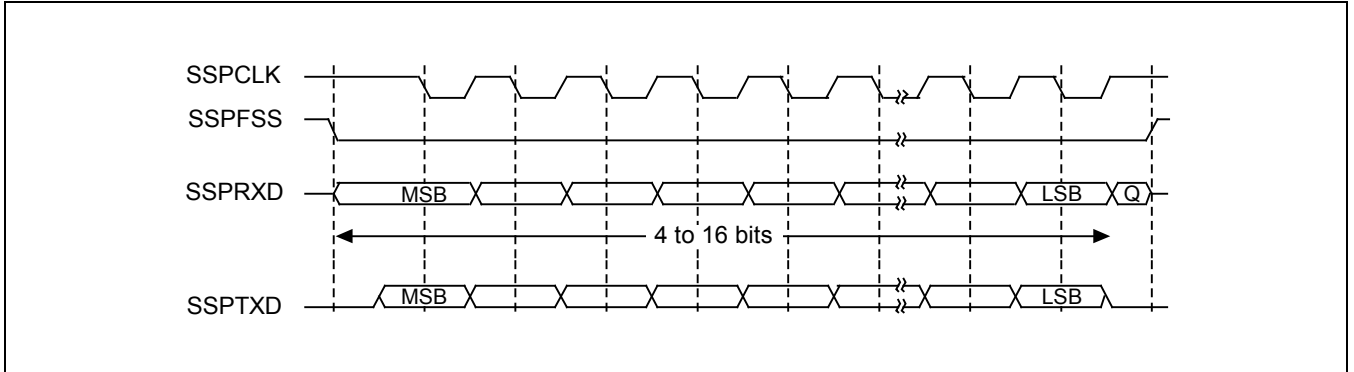 SSPCLK
SSPFSS
SSPRXD MSB LSB Q
4 to 16 bits
SSPTXD MSB LSB